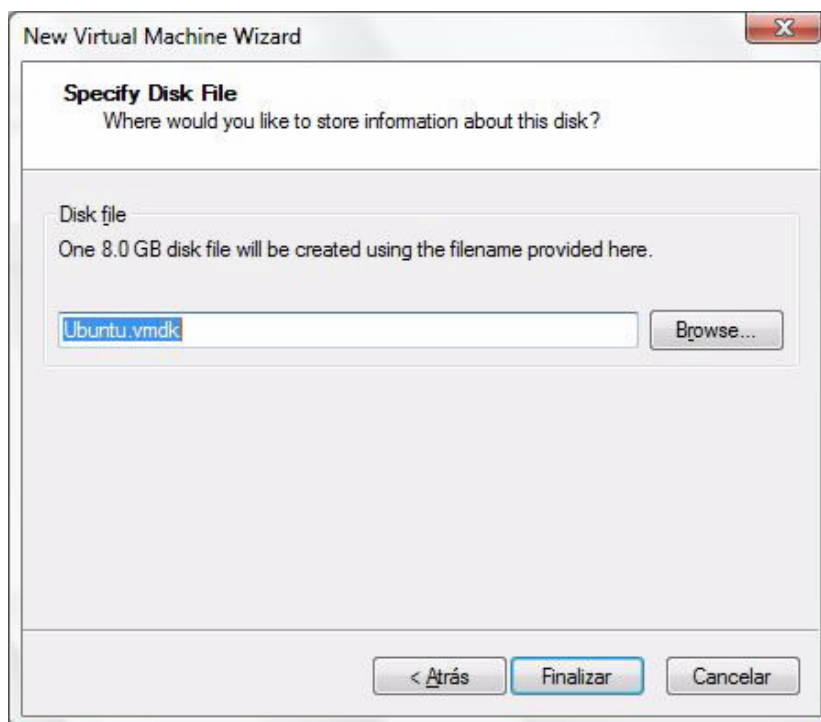 New Virtual Machine Wizard
Specify Disk File
Where would you like to store information about this disk?
Disk file
One 8.0 GB disk file will be created using the filename provided here.
Ubuntu.vmdk
Browse...
< Atrás
Finalizar
Cancelar